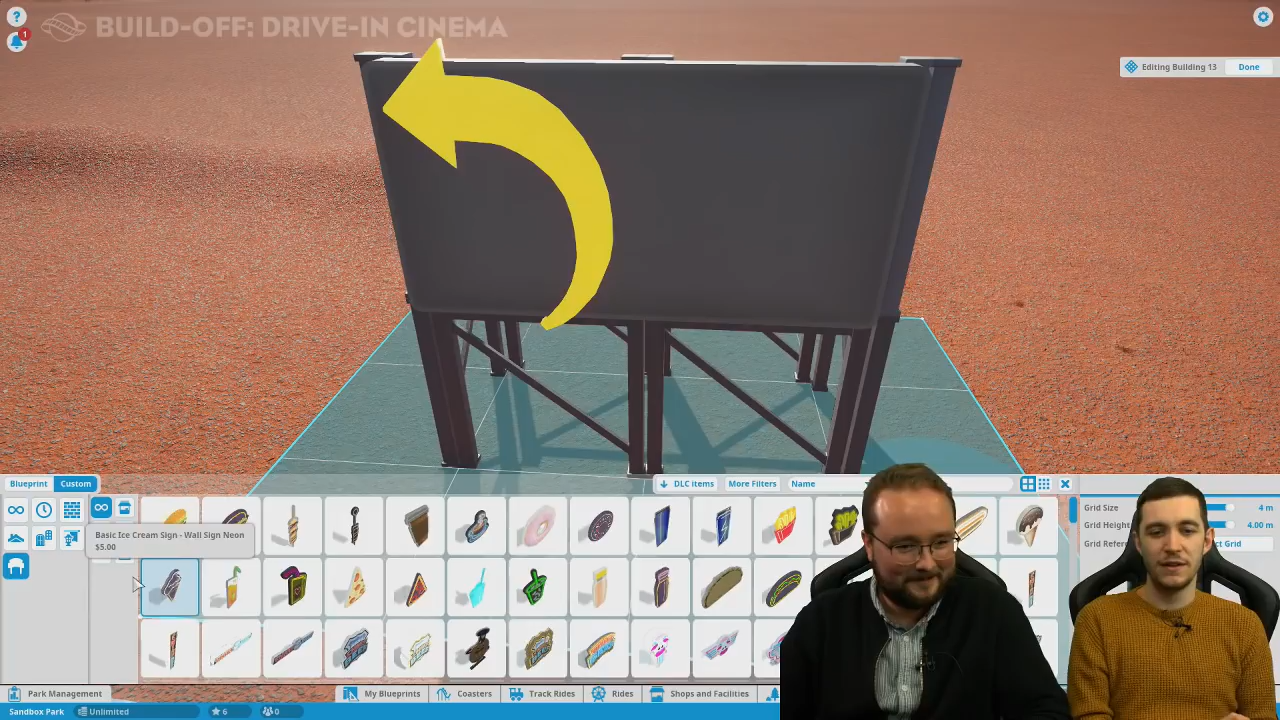 ?
BUILD-OFF: DRIVE-IN CINEMA
1
Editing Building 13
Done
Blueprint
Custom
DLC items
More Filters
Name
Basic Ice Cream Sign - Wall Sign Neon
$5.00
Grid Size
4 m
Grid Height
4.00 m
Grid Refere
ct Grid
Park Management
My Blueprints
Coasters
Track Rides
Rides
Shops and Facilities
Sandbox Park
Unlimited
6
0